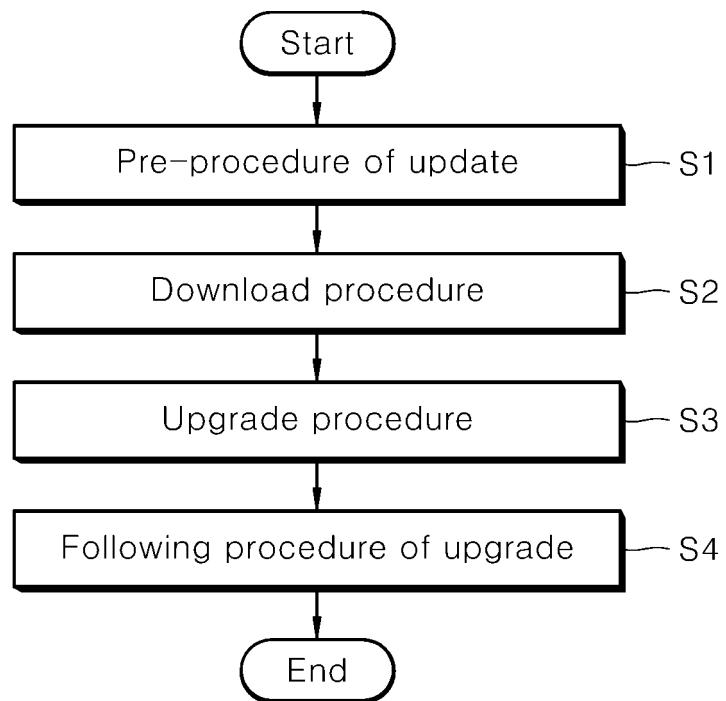 Start
Pre-procedure of update S1
Download procedure S2
Upgrade procedure S3
Following procedure of upgrade S4
End